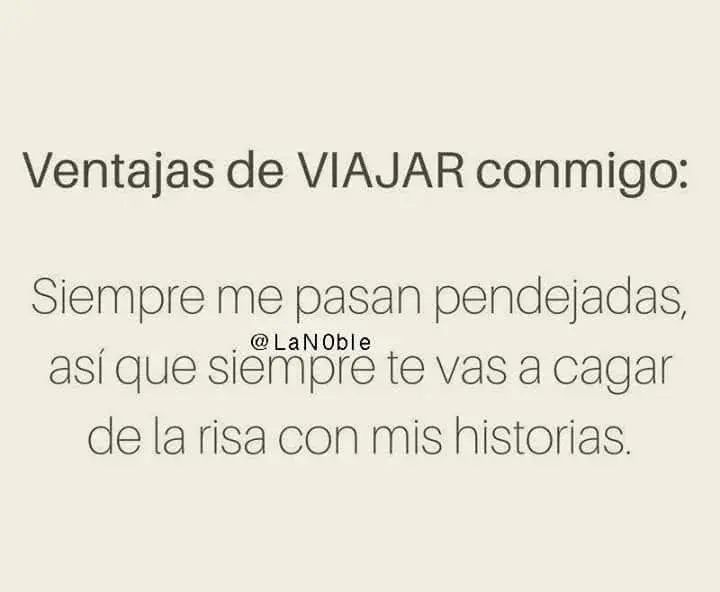 Ventajas de VIAJAR conmigo:
Siempre me pasan pendejadas,
@LaN0ble
así que siempre te vas a cagar
de la risa con mis historias.